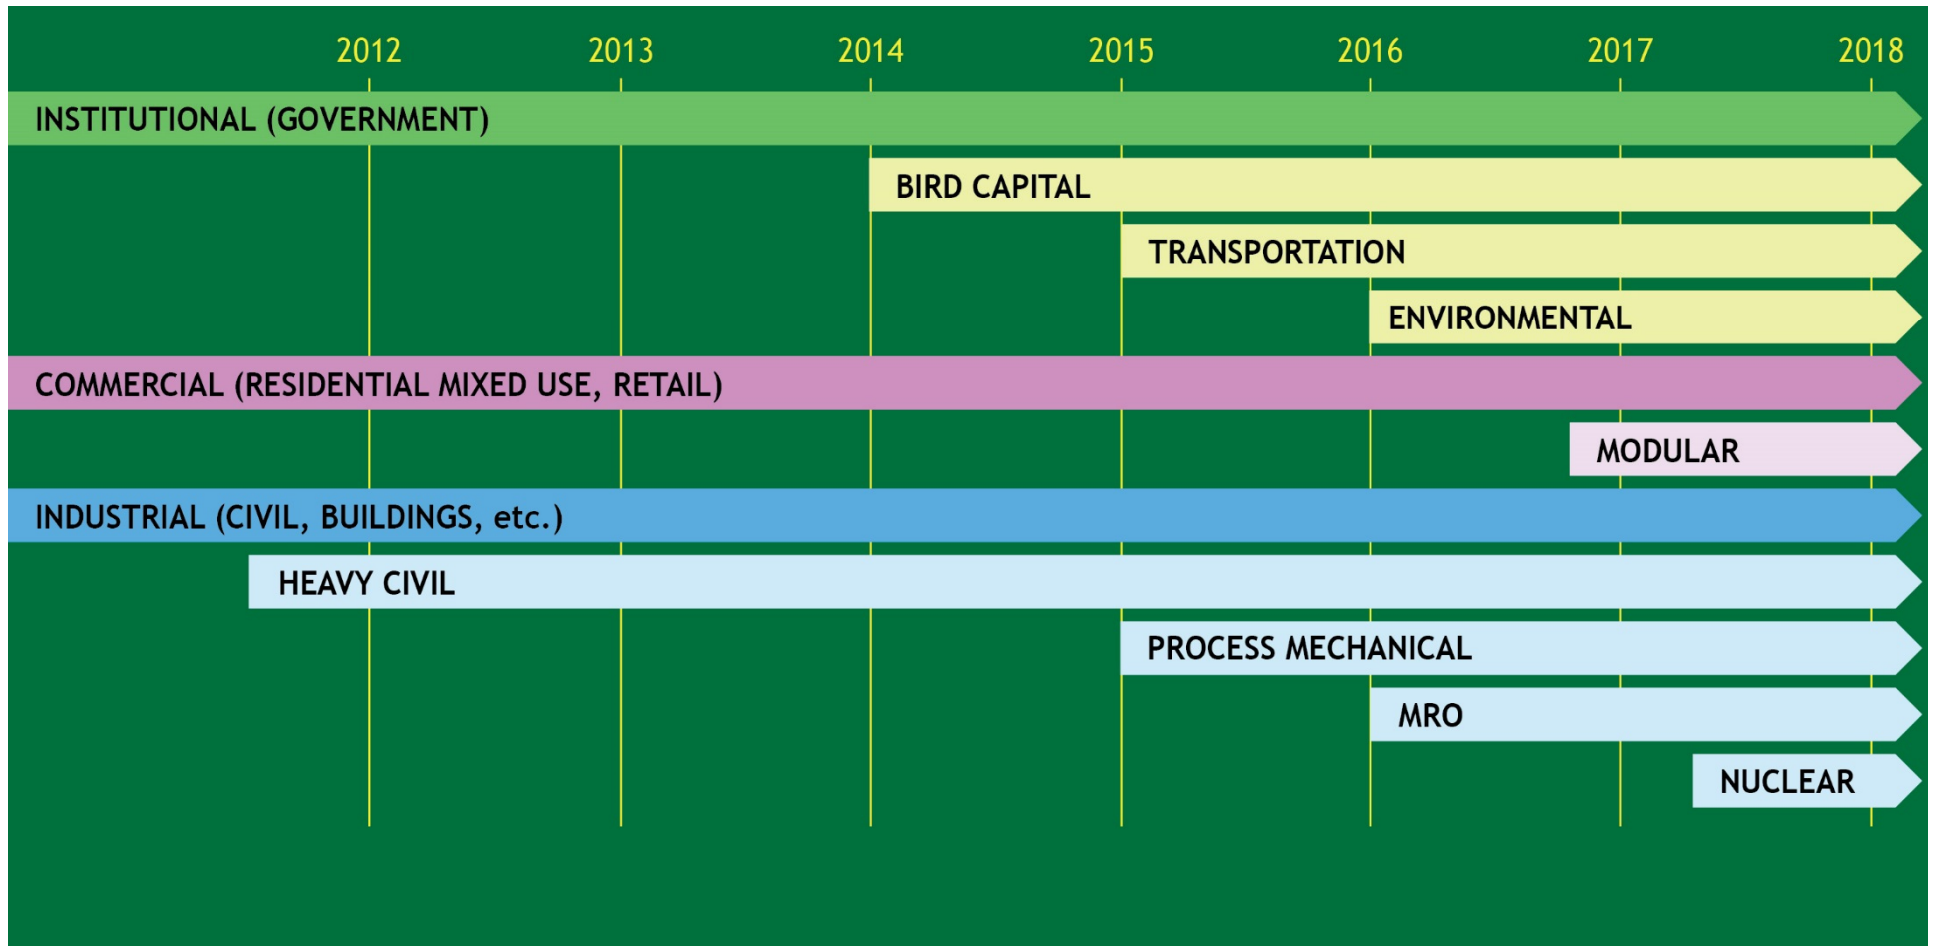 2012 2013 2014 2015 2016 2017 2018
INSTITUTIONAL (GOVERNMENT)
BIRD CAPITAL
TRANSPORTATION
ENVIRONMENTAL
COMMERCIAL (RESIDENTIAL MIXED USE, RETAIL)
MODULAR
INDUSTRIAL (CIVIL, BUILDINGS, etc.)
HEAVY CIVIL
PROCESS MECHANICAL
MRO
NUCLEAR